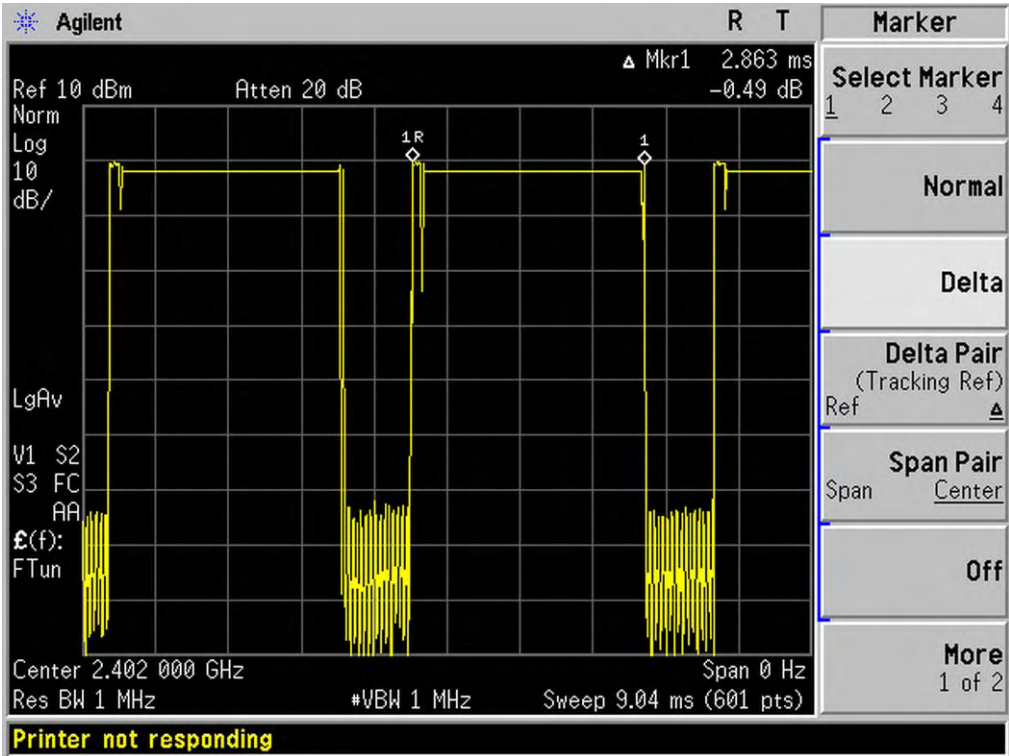 Agilent R T
Marker
Δ Mkr1 2.863 ms
Ref 10 dBm Atten 20 dB -0.49 dB
Norm
Log
10
dB/
1R
1
LgAv
V1 S2
S3 FC
AA
£(f):
FTun
Center 2.402 000 GHz Span 0 Hz
Res BW 1 MHz #VBW 1 MHz Sweep 9.04 ms (601 pts)
Printer not responding
Select Marker
1 2 3 4
Normal
Delta
Delta Pair
(Tracking Ref)
Ref Δ
Span Pair
Span Center
Off
More
1 of 2